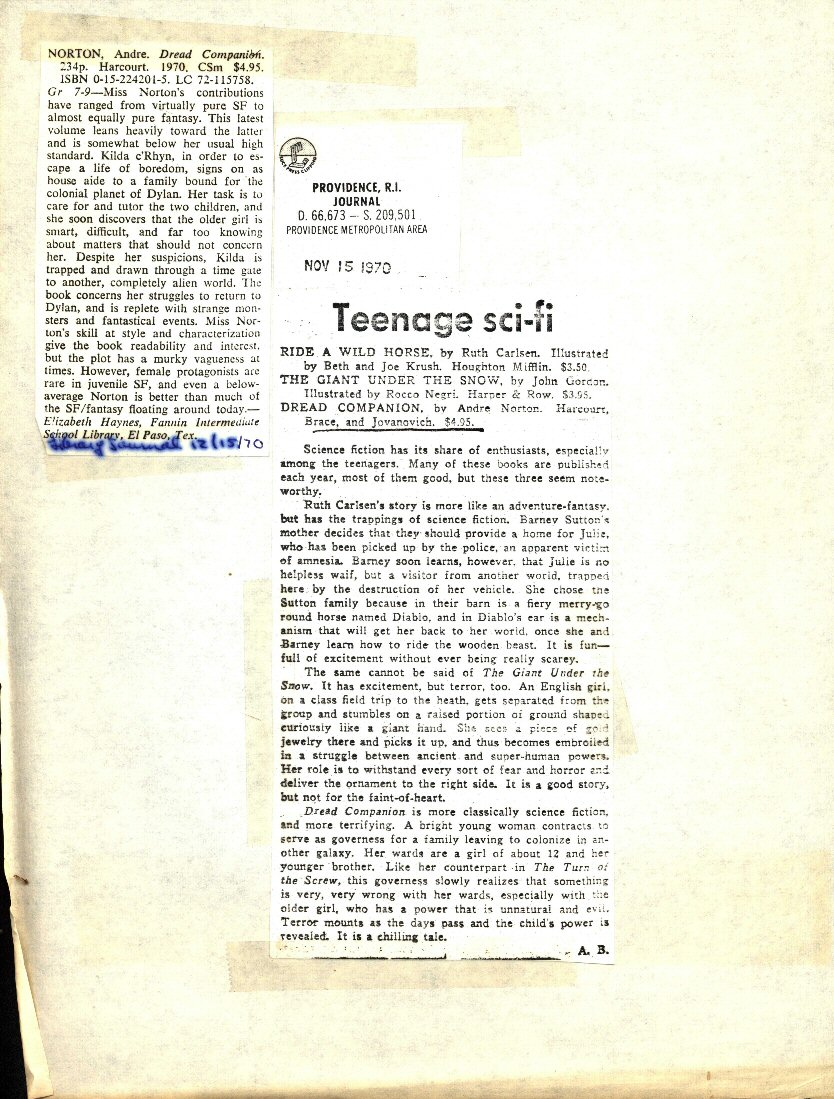 NORTON, Andre. Dread Companion.
234p. Harcourt. 1970. CSm $4.95.
ISBN 0-15-224201-5. LC 72-115758.
Gr 7-9—Miss Norton's contributions
have ranged from virtually pure SF to
almost equally pure fantasy. This latest
volume leans heavily toward the latter
and is somewhat below her usual high
standard. Kilda c'Rhyn, in order to es-
cape a life of boredom, signs on as
house aide to a family bound for the
colonial planet of Dylan. Her task is to
care for and tutor the two children, and
she soon discovers that the older girl is
smart, difficult, and far too knowing
about matters that should not concern
her. Despite her suspicions, Kilda is
trapped and drawn through a time gate
to another, completely alien world. The
book concerns her struggles to return to
Dylan, and is replete with strange mon-
sters and fantastical events. Miss Nor-
ton's skill at style and characterization
give the book readability and interest,
but the plot has a murky vagueness at
times. However, female protagonists are
rare in juvenile SF, and even a below-
average Norton is better than much of
the SF/fantasy floating around today.—
Elizabeth Haynes, Fannin Intermediate
School Library, El Paso, Tex.
Library Journal 12/15/70
PROVIDENCE, R.I.
JOURNAL
D. 66,673 — S. 209,501
PROVIDENCE METROPOLITAN AREA
NOV 15 1970
Teenage sci-fi
RIDE A WILD HORSE, by Ruth Carlsen. Illustrated
by Beth and Joe Krush. Houghton Mifflin. $3.50.
THE GIANT UNDER THE SNOW, by John Gordon.
Illustrated by Rocco Negri. Harper & Row. $3.95.
DREAD COMPANION, by Andre Norton. Harcourt,
Brace, and Jovanovich. $4.95.
Science fiction has its share of enthusiasts, especially
among the teenagers. Many of these books are published
each year, most of them good, but these three seem note-
worthy.
Ruth Carlsen's story is more like an adventure-fantasy,
but has the trappings of science fiction. Barney Sutton's
mother decides that they should provide a home for Julie,
who has been picked up by the police, an apparent victim
of amnesia. Barney soon learns, however, that Julie is no
helpless waif, but a visitor from another world, trapped
here by the destruction of her vehicle. She chose the
Sutton family because in their barn is a fiery merry-go
round horse named Diablo, and in Diablo's ear is a mech-
anism that will get her back to her world, once she and
Barney learn how to ride the wooden beast. It is fun—
full of excitement without ever being really scarey.
The same cannot be said of The Giant Under the
Snow. It has excitement, but terror, too. An English girl,
on a class field trip to the heath, gets separated from the
group and stumbles on a raised portion of ground shaped
curiously like a giant hand. She sees a piece of gold
jewelry there and picks it up, and thus becomes embroiled
in a struggle between ancient and super-human powers.
Her role is to withstand every sort of fear and horror and
deliver the ornament to the right side. It is a good story,
but not for the faint-of-heart.
Dread Companion is more classically science fiction,
and more terrifying. A bright young woman contracts to
serve as governess for a family leaving to colonize in an-
other galaxy. Her wards are a girl of about 12 and her
younger brother. Like her counterpart in The Turn of
the Screw, this governess slowly realizes that something
is very, very wrong with her wards, especially with the
older girl, who has a power that is unnatural and evil.
Terror mounts as the days pass and the child's power is
revealed. It is a chilling tale.
A. B.